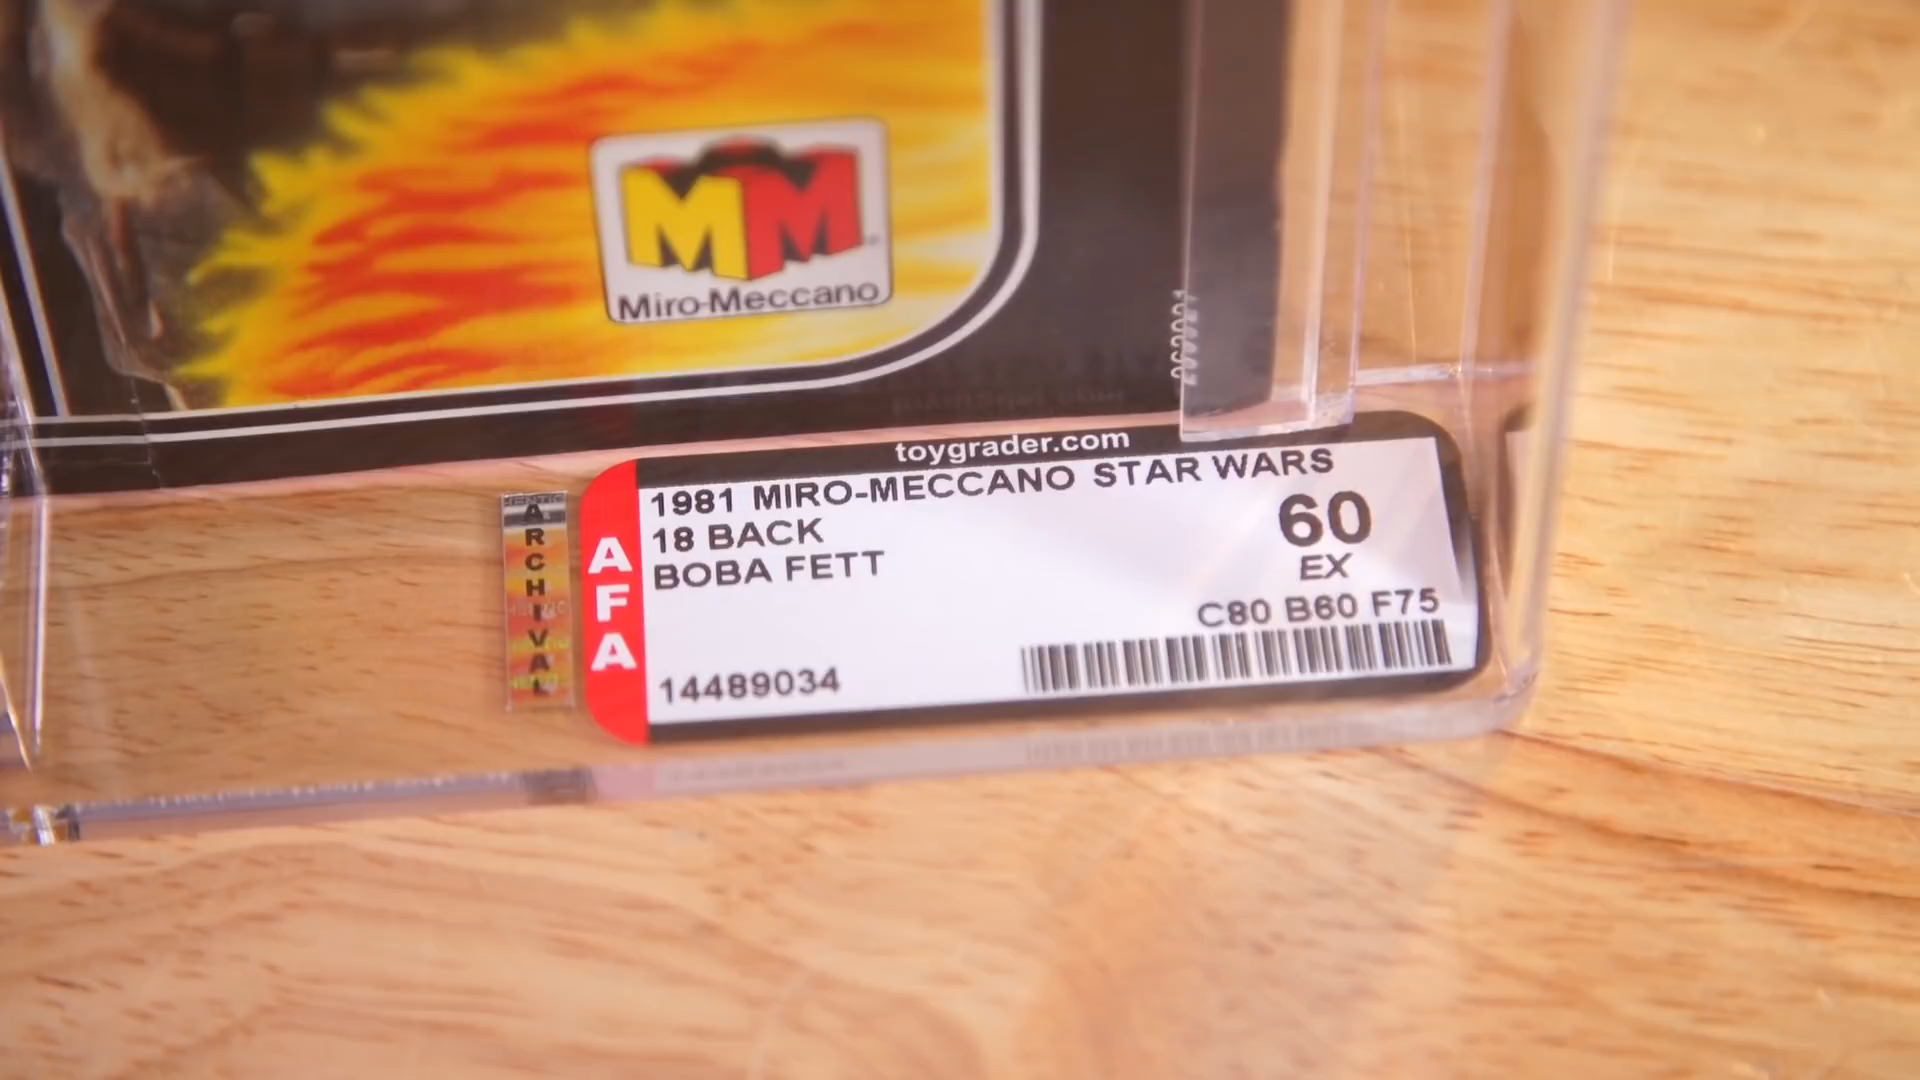 MM
Miro-Meccano
toygrader.com
1981 MIRO-MECCANO STAR WARS
18 BACK
BOBA FETT
60
EX
C80 B60 F75
14489034
AFA
ARCHIVAL